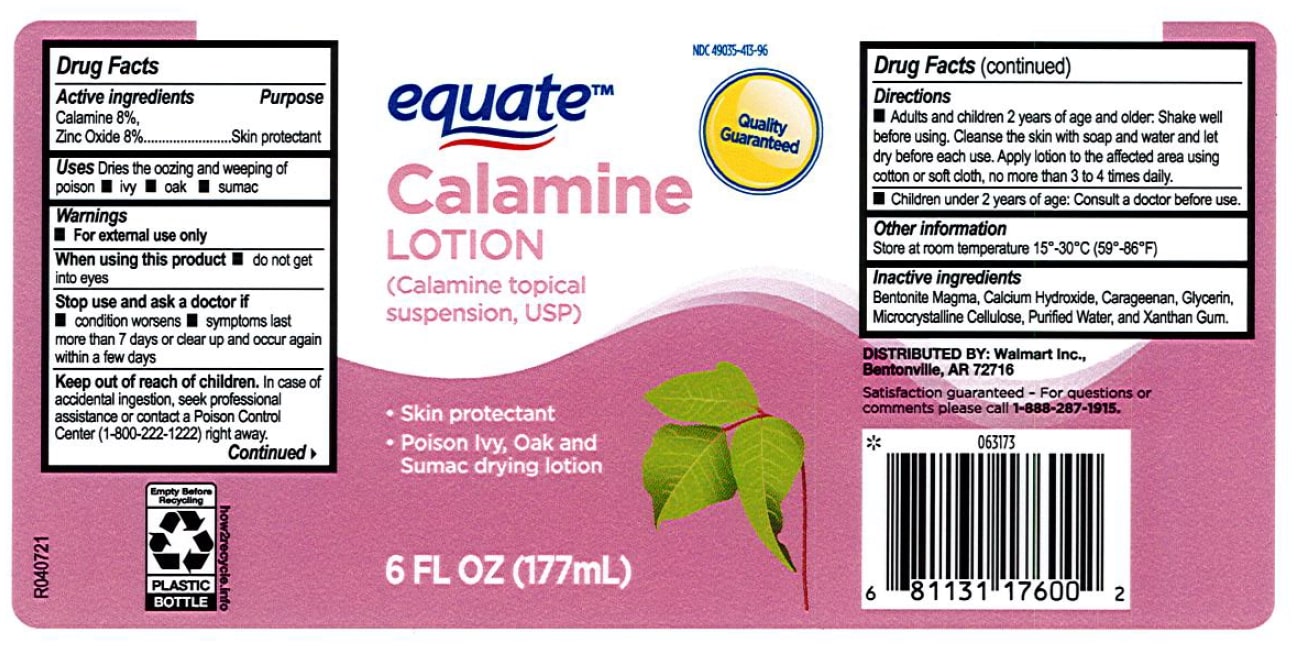 Drug Facts
Active ingredients Purpose
Calamine 8%,
Zinc Oxide 8%........................Skin protectant
Uses Dries the oozing and weeping of
poison ■ ivy ■ oak ■ sumac
Warnings
■ For external use only
When using this product ■ do not get
into eyes
Stop use and ask a doctor if
■ condition worsens ■ symptoms last
more than 7 days or clear up and occur again
within a few days
Keep out of reach of children. In case of
accidental ingestion, seek professional
assistance or contact a Poison Control
Center (1-800-222-1222) right away.
Continued
R040721
Empty Before
Recycling
PLASTIC
BOTTLE
how2recycle.info
NDC 49035-413-96
equate™
Quality
Guaranteed
Calamine
LOTION
(Calamine topical
suspension, USP)
• Skin protectant
• Poison Ivy, Oak and
Sumac drying lotion
6 FL OZ (177mL)
Drug Facts (continued)
Directions
■ Adults and children 2 years of age and older: Shake well
before using. Cleanse the skin with soap and water and let
dry before each use. Apply lotion to the affected area using
cotton or soft cloth, no more than 3 to 4 times daily.
■ Children under 2 years of age: Consult a doctor before use.
Other information
Store at room temperature 15°-30°C (59°-86°F)
Inactive ingredients
Bentonite Magma, Calcium Hydroxide, Carageenan, Glycerin,
Microcrystalline Cellulose, Purified Water, and Xanthan Gum.
DISTRIBUTED BY: Walmart Inc.,
Bentonville, AR 72716
Satisfaction guaranteed - For questions or
comments please call 1-888-287-1915.
* 063173
6 81131 17600 2